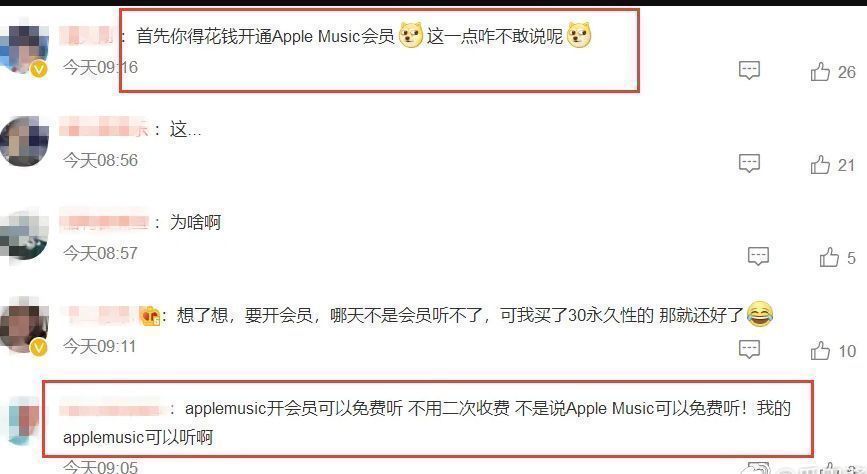 ：首先你得花钱开通Apple Music会员 这一点咋不敢说呢
今天09:16
26
：这...
今天08:56
21
：为啥啊
今天08:57
5
：想了想，要开会员，哪天不是会员听不了，可我买了30永久性的 那就还好了
今天09:11
10
：applemusic开会员可以免费听 不用二次收费 不是说Apple Music可以免费听！我的
applemusic可以听啊
今天09:05